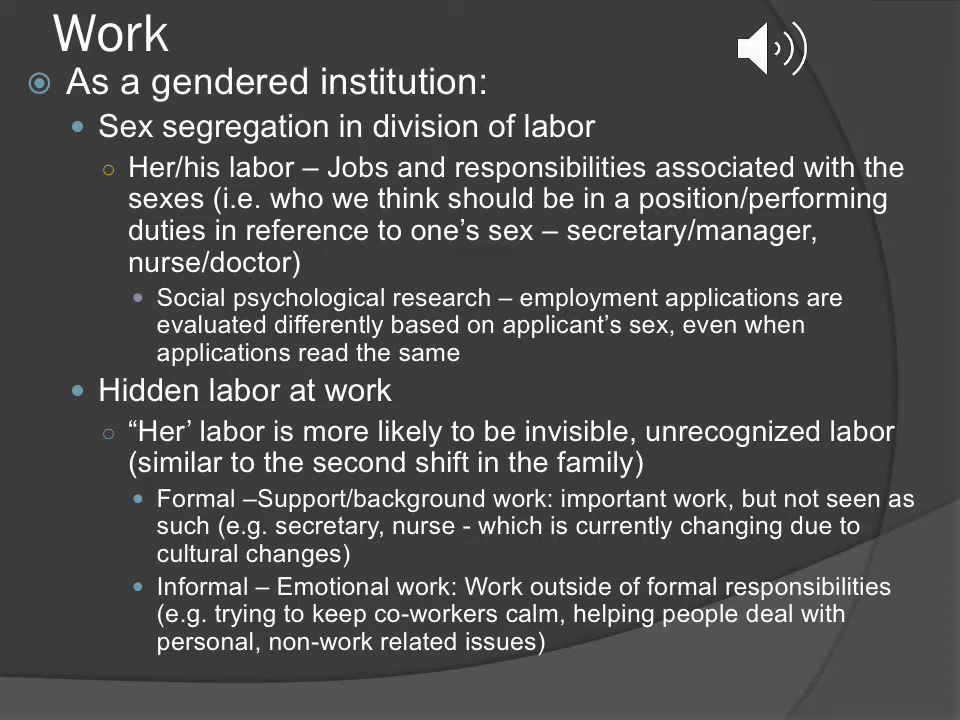 Work
As a gendered institution:
Sex segregation in division of labor
Her/his labor – Jobs and responsibilities associated with the
sexes (i.e. who we think should be in a position/performing
duties in reference to one’s sex – secretary/manager,
nurse/doctor)
Social psychological research – employment applications are
evaluated differently based on applicant’s sex, even when
applications read the same
Hidden labor at work
“Her’ labor is more likely to be invisible, unrecognized labor
(similar to the second shift in the family)
Formal –Support/background work: important work, but not seen as
such (e.g. secretary, nurse - which is currently changing due to
cultural changes)
Informal – Emotional work: Work outside of formal responsibilities
(e.g. trying to keep co-workers calm, helping people deal with
personal, non-work related issues)